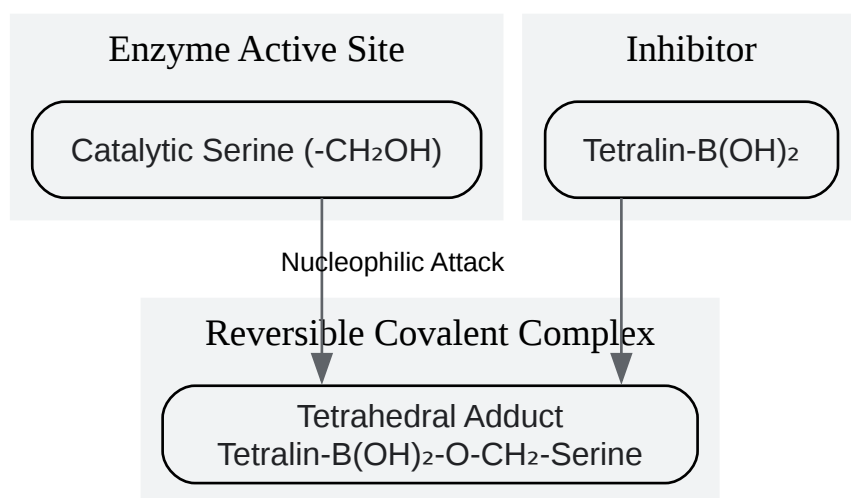 Enzyme Active Site
Inhibitor
Catalytic Serine (-CH₂OH)
Tetralin-B(OH)₂
Nucleophilic Attack
Reversible Covalent Complex
Tetrahedral Adduct
Tetralin-B(OH)₂-O-CH₂-Serine